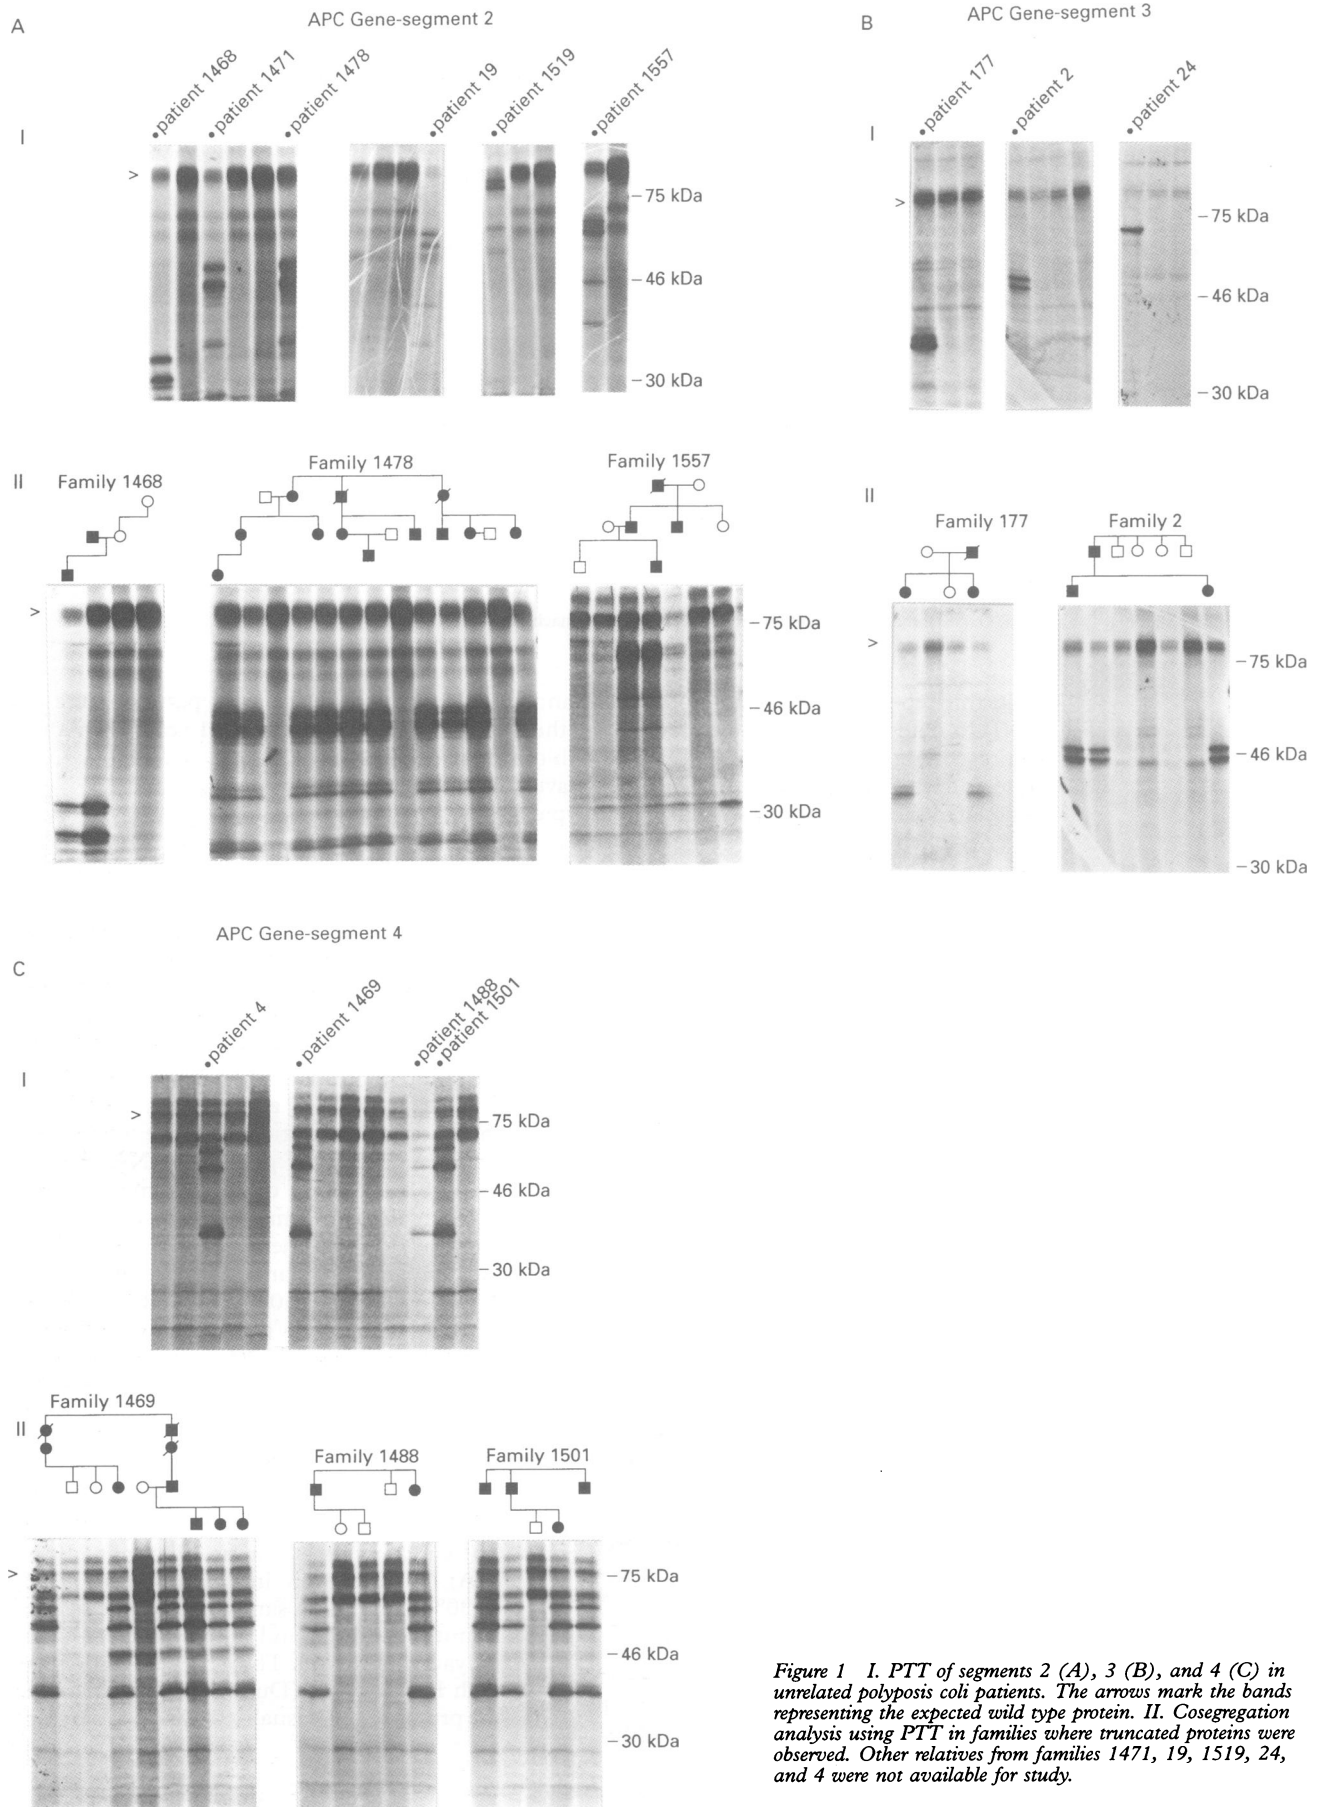 A
APC Gene-segment 2
patient 1468
patient 1471
patient 1478
patient 19
patient 1519
patient 1557
I
>
75 kDa
46 kDa
30 kDa
II
Family 1468
Family 1478
Family 1557
>
75 kDa
46 kDa
30 kDa
B
APC Gene-segment 3
patient 177
patient 2
patient 24
I
>
75 kDa
46 kDa
30 kDa
II
Family 177
Family 2
>
75 kDa
46 kDa
30 kDa
APC Gene-segment 4
C
patient 4
patient 1469
patient 1488
patient 1501
I
>
75 kDa
46 kDa
30 kDa
II
Family 1469
Family 1488
Family 1501
>
75 kDa
46 kDa
30 kDa
Figure 1 I. PTT of segments 2 (A), 3 (B), and 4 (C) in
unrelated polyposis coli patients. The arrows mark the bands
representing the expected wild type protein. II. Cosegregation
analysis using PTT in families where truncated proteins were
observed. Other relatives from families 1471, 19, 1519, 24,
and 4 were not available for study.